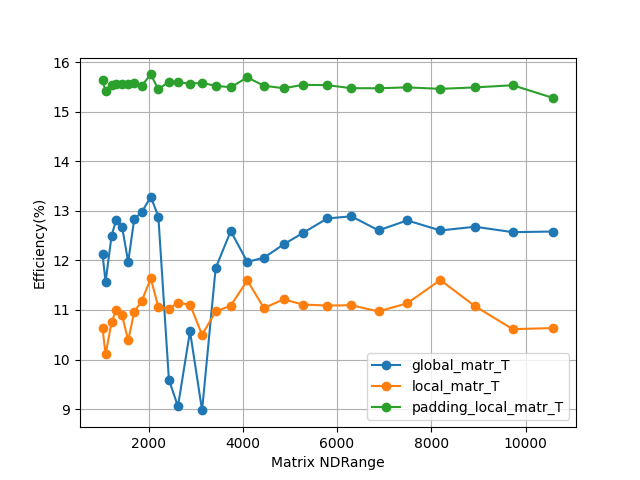 16
15
14
13
12
11
10
9
Efficiency(%)
global_matr_T
local_matr_T
padding_local_matr_T
2000
4000
6000
8000
10000
Matrix NDRange